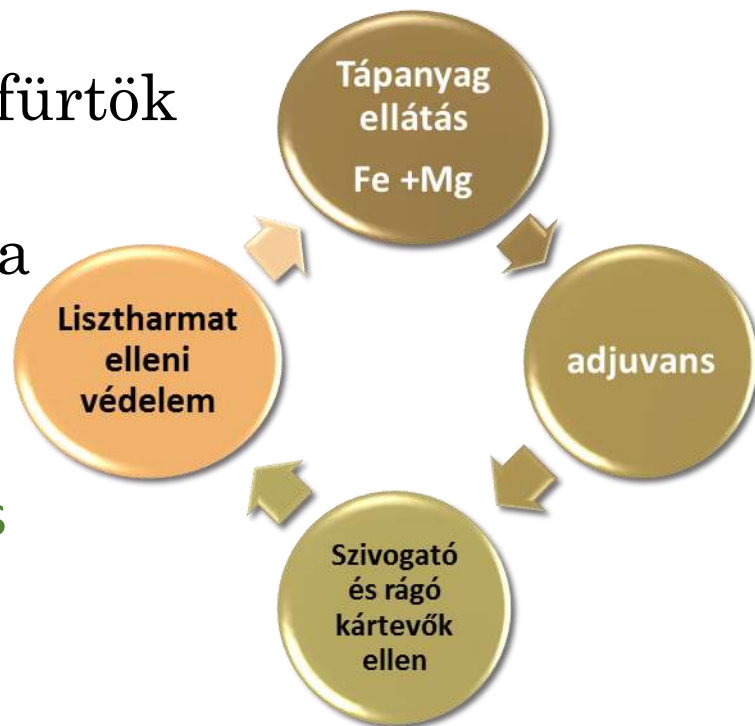 fürtök
a
s
Tápanyag
ellátás
Fe +Mg
adjuvans
Szivogató
és rágó
kártevők
ellen
Lisztharmat
elleni
védelem